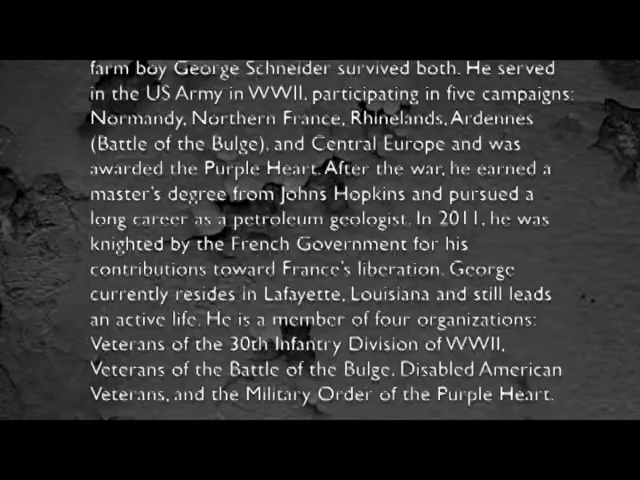 farm boy George Schneider survived both. He served
in the US Army in WWII, participating in five campaigns:
Normandy, Northern France, Rhinelands, Ardennes
(Battle of the Bulge), and Central Europe and was
awarded the Purple Heart. After the war, he earned a
master's degree from Johns Hopkins and pursued a
long career as a petroleum geologist. In 2011, he was
knighted by the French Government for his
contributions toward France's liberation. George
currently resides in Lafayette, Louisiana and still leads
an active life. He is a member of four organizations:
Veterans of the 30th Infantry Division of WWII,
Veterans of the Battle of the Bulge, Disabled American
Veterans, and the Military Order of the Purple Heart.